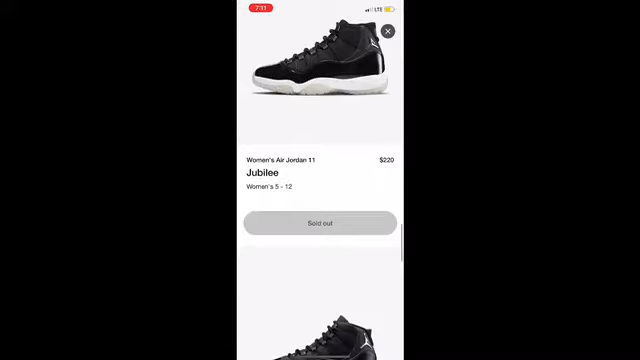 7:11
LTE
Women's Air Jordan 11
$220
Jubilee
Women's 5 - 12
Sold out